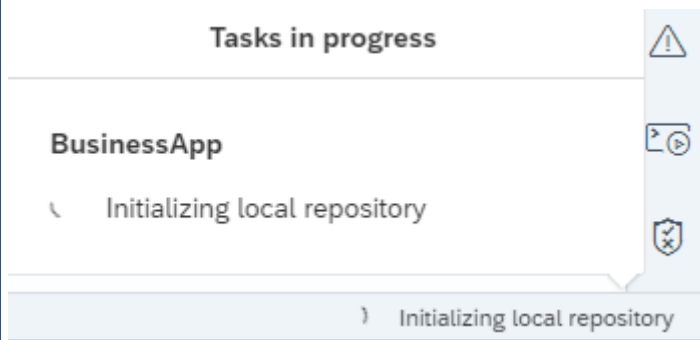 Tasks in progress
BusinessApp
Initializing local repository
Initializing local repository